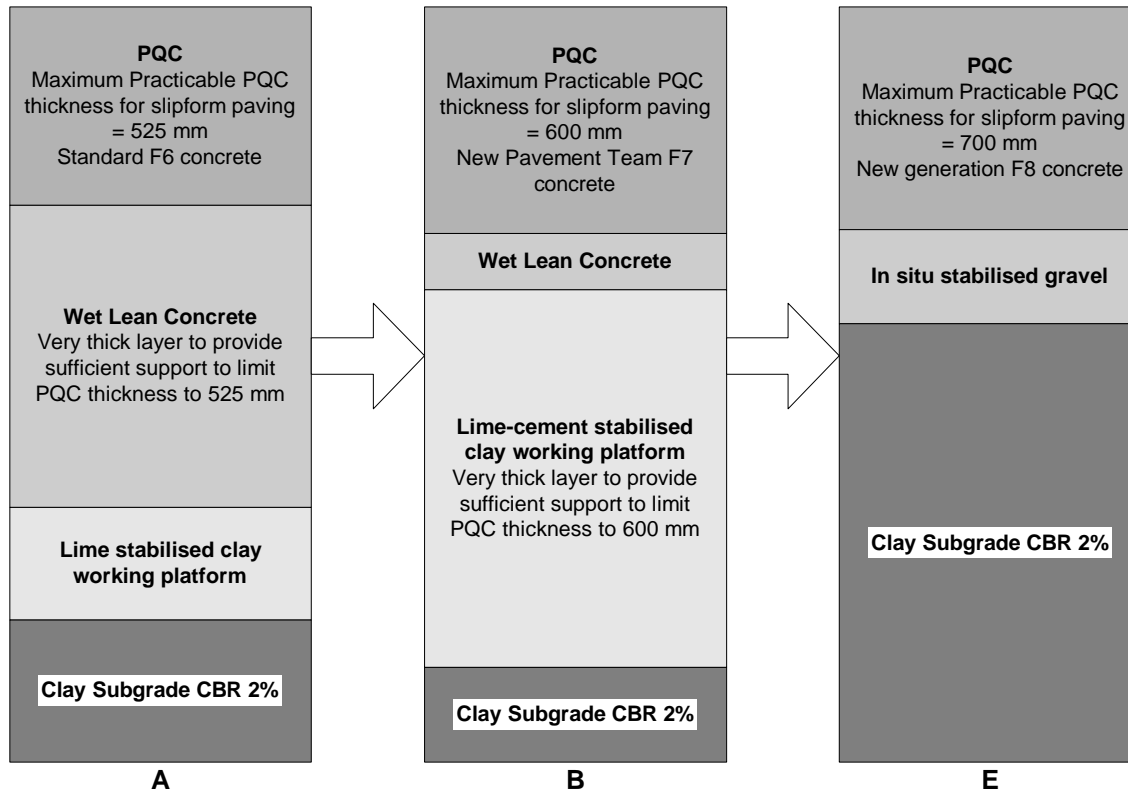 PQC
Maximum Practicable PQC
thickness for slipform paving
= 525 mm
Standard F6 concrete
Wet Lean Concrete
Very thick layer to provide
sufficient support to limit
PQC thickness to 525 mm
Lime stabilised clay
working platform
Clay Subgrade CBR 2%
A
PQC
Maximum Practicable PQC
thickness for slipform paving
= 600 mm
New Pavement Team F7
concrete
Wet Lean Concrete
Lime-cement stabilised
clay working platform
Very thick layer to provide
sufficient support to limit
PQC thickness to 600 mm
Clay Subgrade CBR 2%
B
PQC
Maximum Practicable PQC
thickness for slipform paving
= 700 mm
New generation F8 concrete
In situ stabilised gravel
Clay Subgrade CBR 2%
E